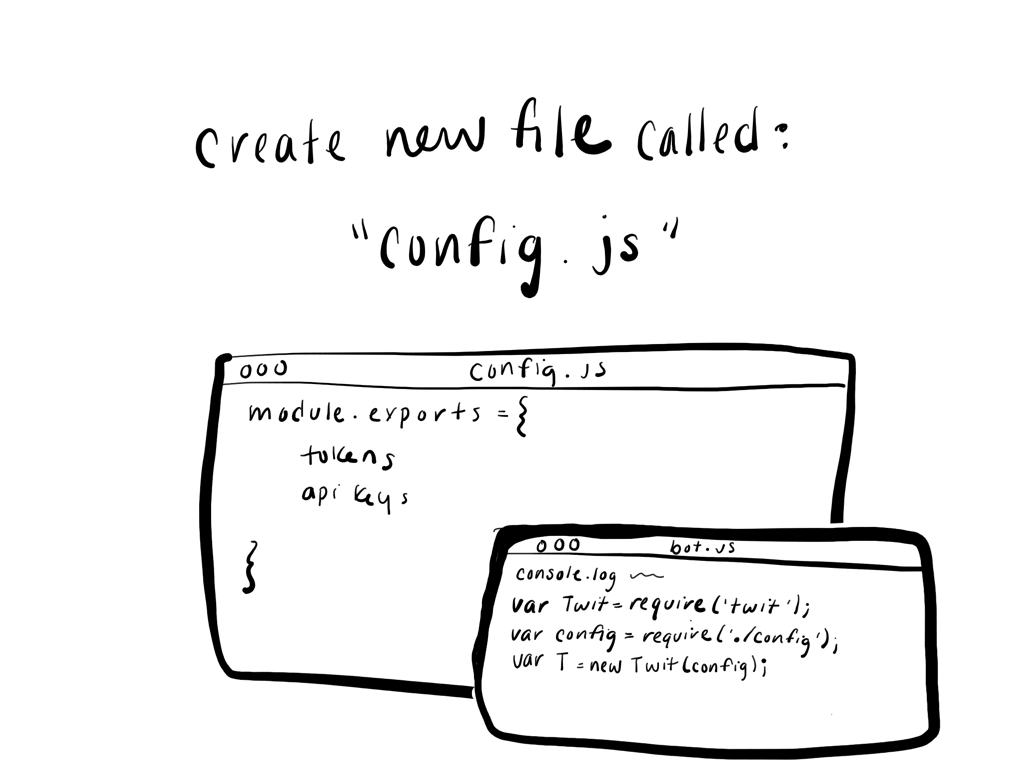 create new file called:
"config.js"
000 config.js
module.exports = {
tokens
api keys
}
000 bot.js
console.log
var Twit = require('twit');
var config = require('./config');
var T = new Twit(config);